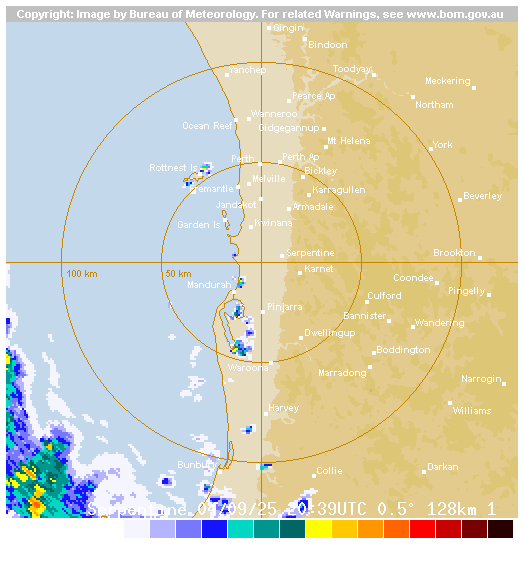 Copyright: Image by Bureau of Meteorology. For related Warnings, see www.bom.gov.au
Gingin
Bindoon
Yanchep
Toodyay
Meckering
Pearce Ap
Northam
Wanneroo
Ocean Reef
Gidgegannup
Mt Helena
York
Perth
Perth Ap
Rottnest Is
Bickley
Melville
Fremantle
Karragullen
Beverley
Jandakot
Armadale
Garden Is
Kwinana
Serpentine
Brookton
100 km
50 km
Karnet
Mandurah
Coondee
Pingelly
Culford
Pinjarra
Bannister
Wandering
Dwellingup
Boddington
Waroona
Marradong
Narrogin
Harvey
Williams
Bunbury
Collie
Darkan
Serpentine 04/09/25 20:39UTC 0.5° 128km 1